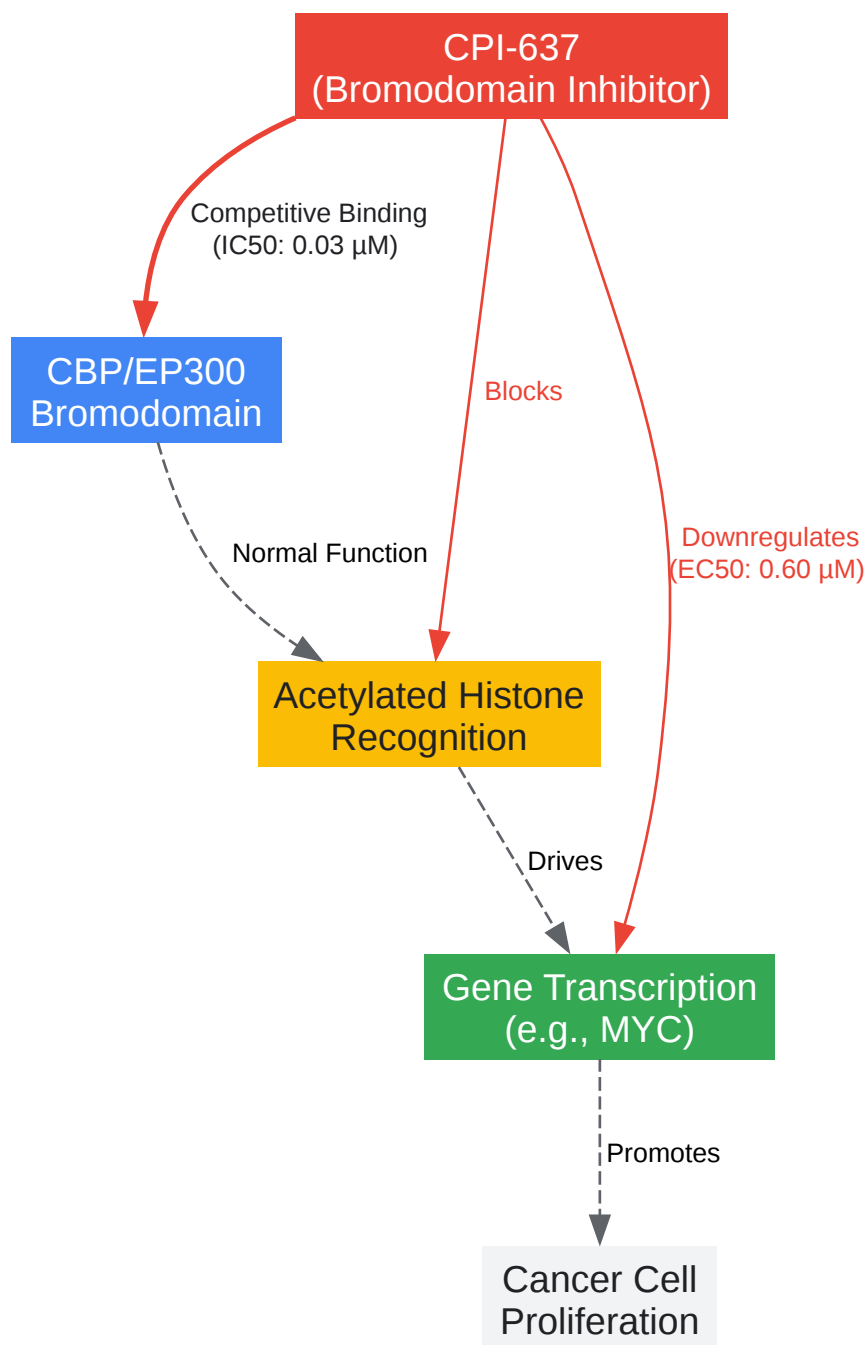 CPI-637
(Bromodomain Inhibitor)
Competitive Binding
(IC50: 0.03 µM)
CBP/EP300
Bromodomain
Blocks
Normal Function
Downregulates
(EC50: 0.60 µM)
Acetylated Histone
Recognition
Drives
Gene Transcription
(e.g., MYC)
Promotes
Cancer Cell
Proliferation